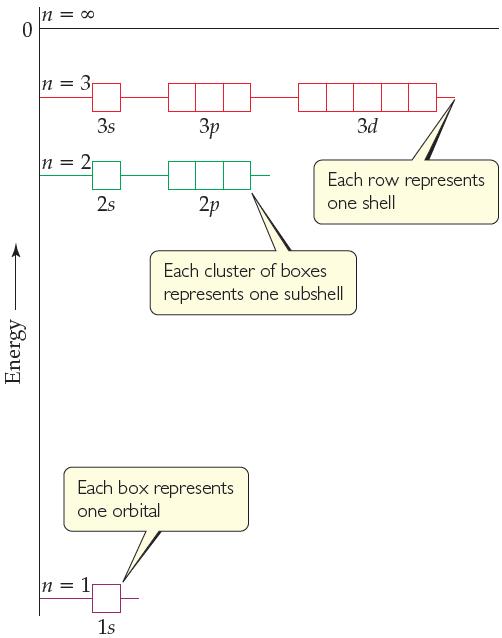 n = ∞
0
n = 3
3s 3p 3d
n = 2
2s 2p
Each row represents
one shell
Each cluster of boxes
represents one subshell
Energy
Each box represents
one orbital
n = 1
1s